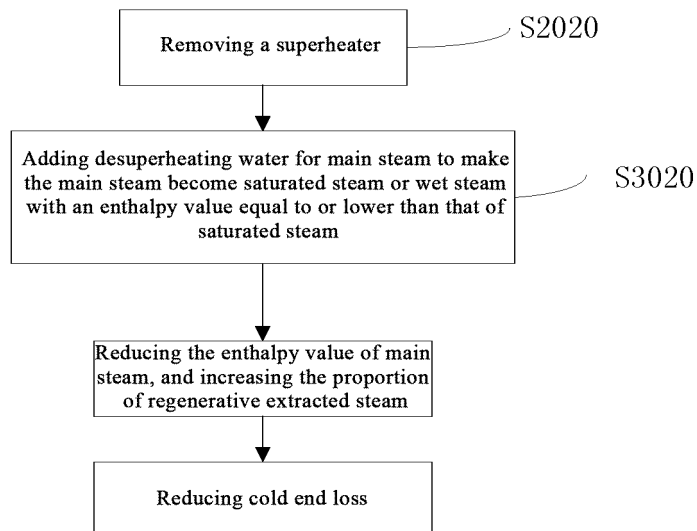 Removing a superheater
S2020
Adding desuperheating water for main steam to make
the main steam become saturated steam or wet steam
with an enthalpy value equal to or lower than that of
saturated steam
S3020
Reducing the enthalpy value of main
steam, and increasing the proportion
of regenerative extracted steam
Reducing cold end loss